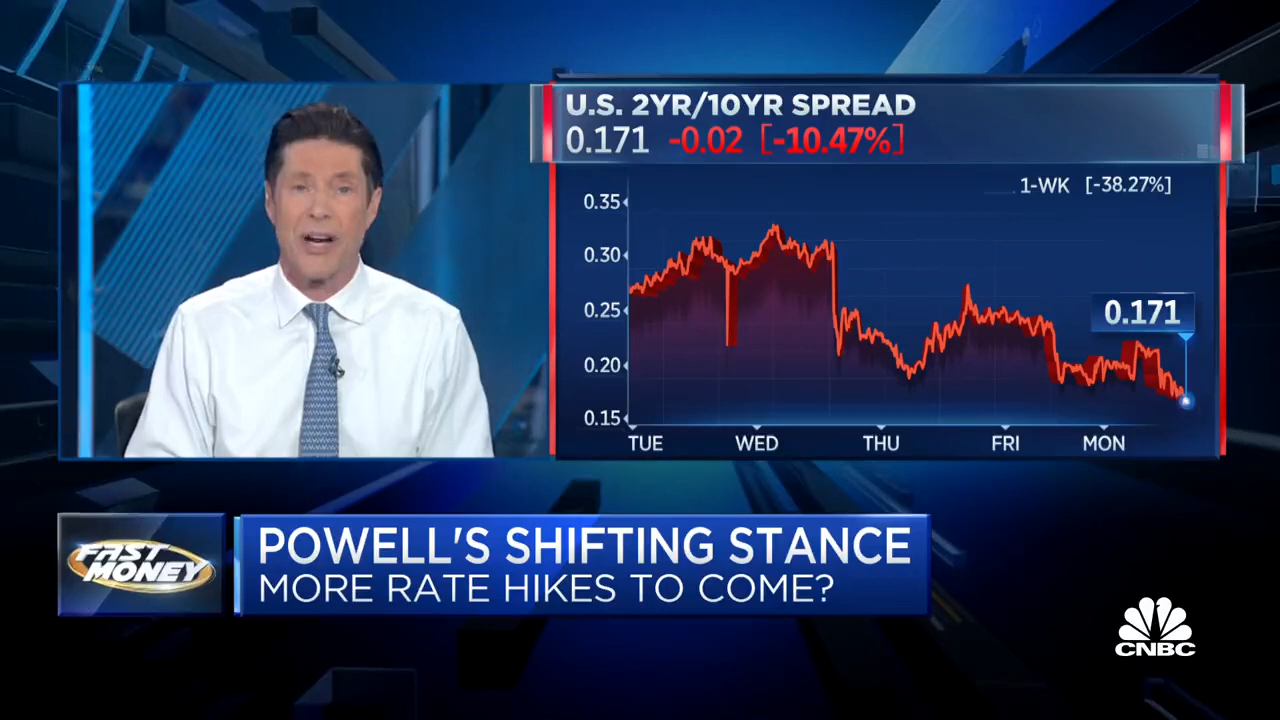 U.S. 2YR/10YR SPREAD
0.171 -0.02 [-10.47%]
1-WK [-38.27%]
0.35
0.30
0.25
0.20
0.15
0.171
TUE WED THU FRI MON
FAST MONEY
POWELL'S SHIFTING STANCE
MORE RATE HIKES TO COME?
CNBC